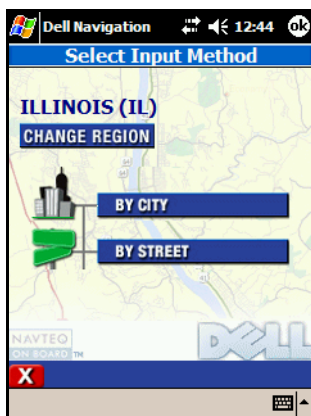 Dell Navigation 12:44 ok
Select Input Method
ILLINOIS (IL)
CHANGE REGION
BY CITY
BY STREET
NAVTEQ
ON BOARD TM
DELL
X